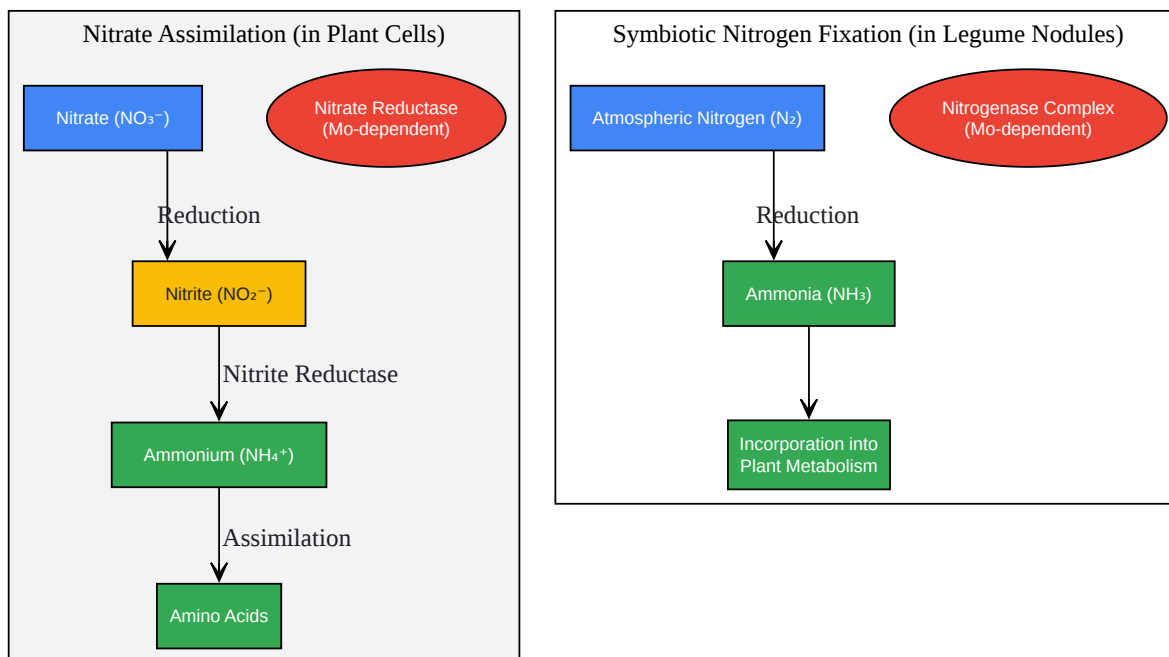 Nitrate Assimilation (in Plant Cells)
Nitrate (NO₃⁻)
Nitrate Reductase
(Mo-dependent)
Reduction
Nitrite (NO₂⁻)
Nitrite Reductase
Ammonium (NH₄⁺)
Assimilation
Amino Acids
Symbiotic Nitrogen Fixation (in Legume Nodules)
Atmospheric Nitrogen (N₂)
Nitrogenase Complex
(Mo-dependent)
Reduction
Ammonia (NH₃)
Incorporation into
Plant Metabolism